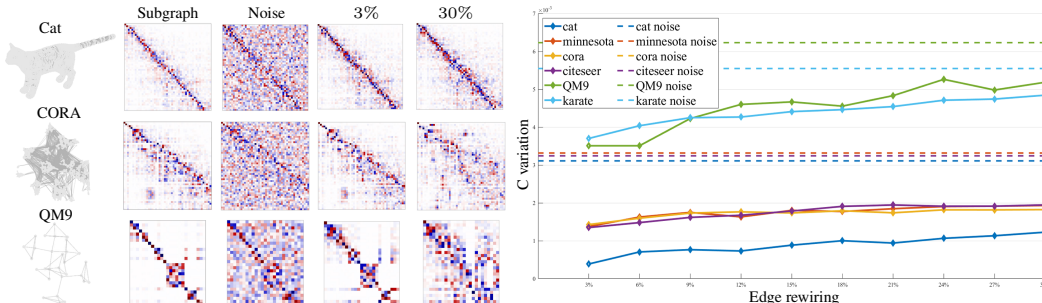 Subgraph Noise 3% 30%
Cat
CORA
QM9
7 ×10⁻³
6
5
4
3
2
1
0
C variation
cat cat noise
minnesota minnesota noise
cora cora noise
citeseer citeseer noise
QM9 QM9 noise
karate karate noise
3% 6% 9% 12% 15% 18% 21% 24% 27%
Edge rewiring